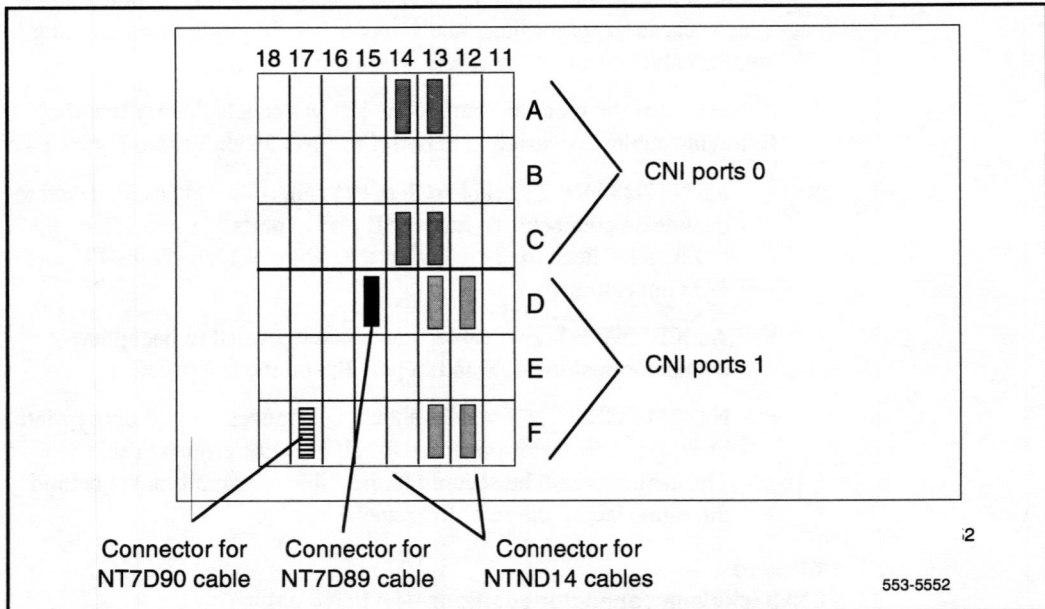 18 17 16 15 14 13 12 11
A
B
CNI ports 0
C
D
E
CNI ports 1
F
Connector for
NT7D90 cable
Connector for
NT7D89 cable
Connector for
NTND14 cables
553-5552